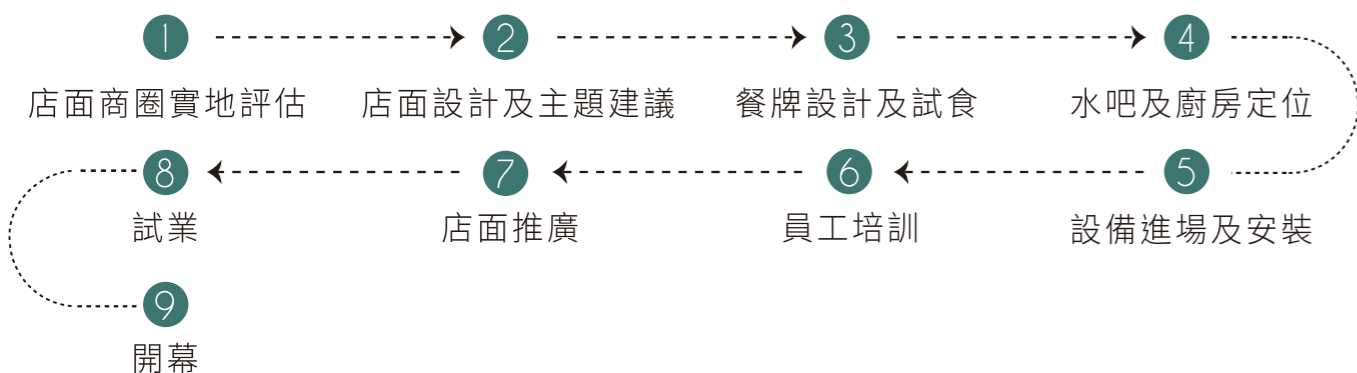 1 2 3 4
店面商圈實地評估 店面設計及主題建議 餐牌設計及試食 水吧及廚房定位
8 7 6 5
試業 店面推廣 員工培訓 設備進場及安裝
9
開幕